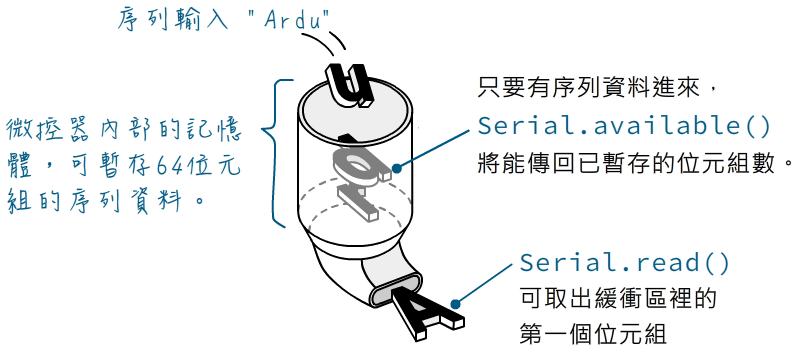 序列輸入 "Ardu"
微控器內部的記憶
體，可暫存64位元
組的序列資料。
u
d
r
A
只要有序列資料進來，
Serial.available()
將能傳回已暫存的位元組數。
Serial.read()
可取出緩衝區裡的
第一個位元組